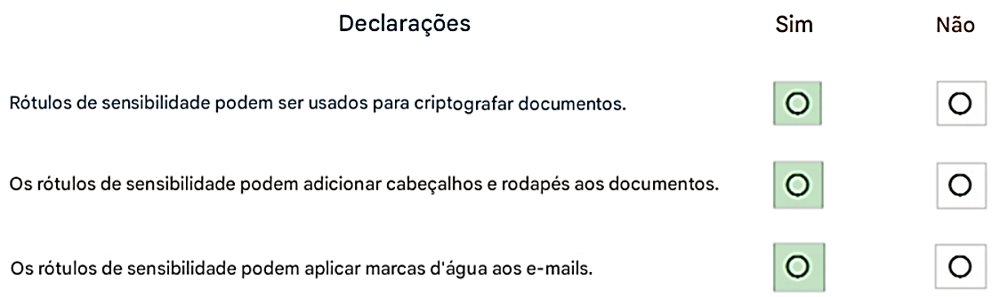 Declarações Sim Não
Rótulos de sensibilidade podem ser usados para criptografar documentos.
Os rótulos de sensibilidade podem adicionar cabeçalhos e rodapés aos documentos.
Os rótulos de sensibilidade podem aplicar marcas d'água aos e-mails.